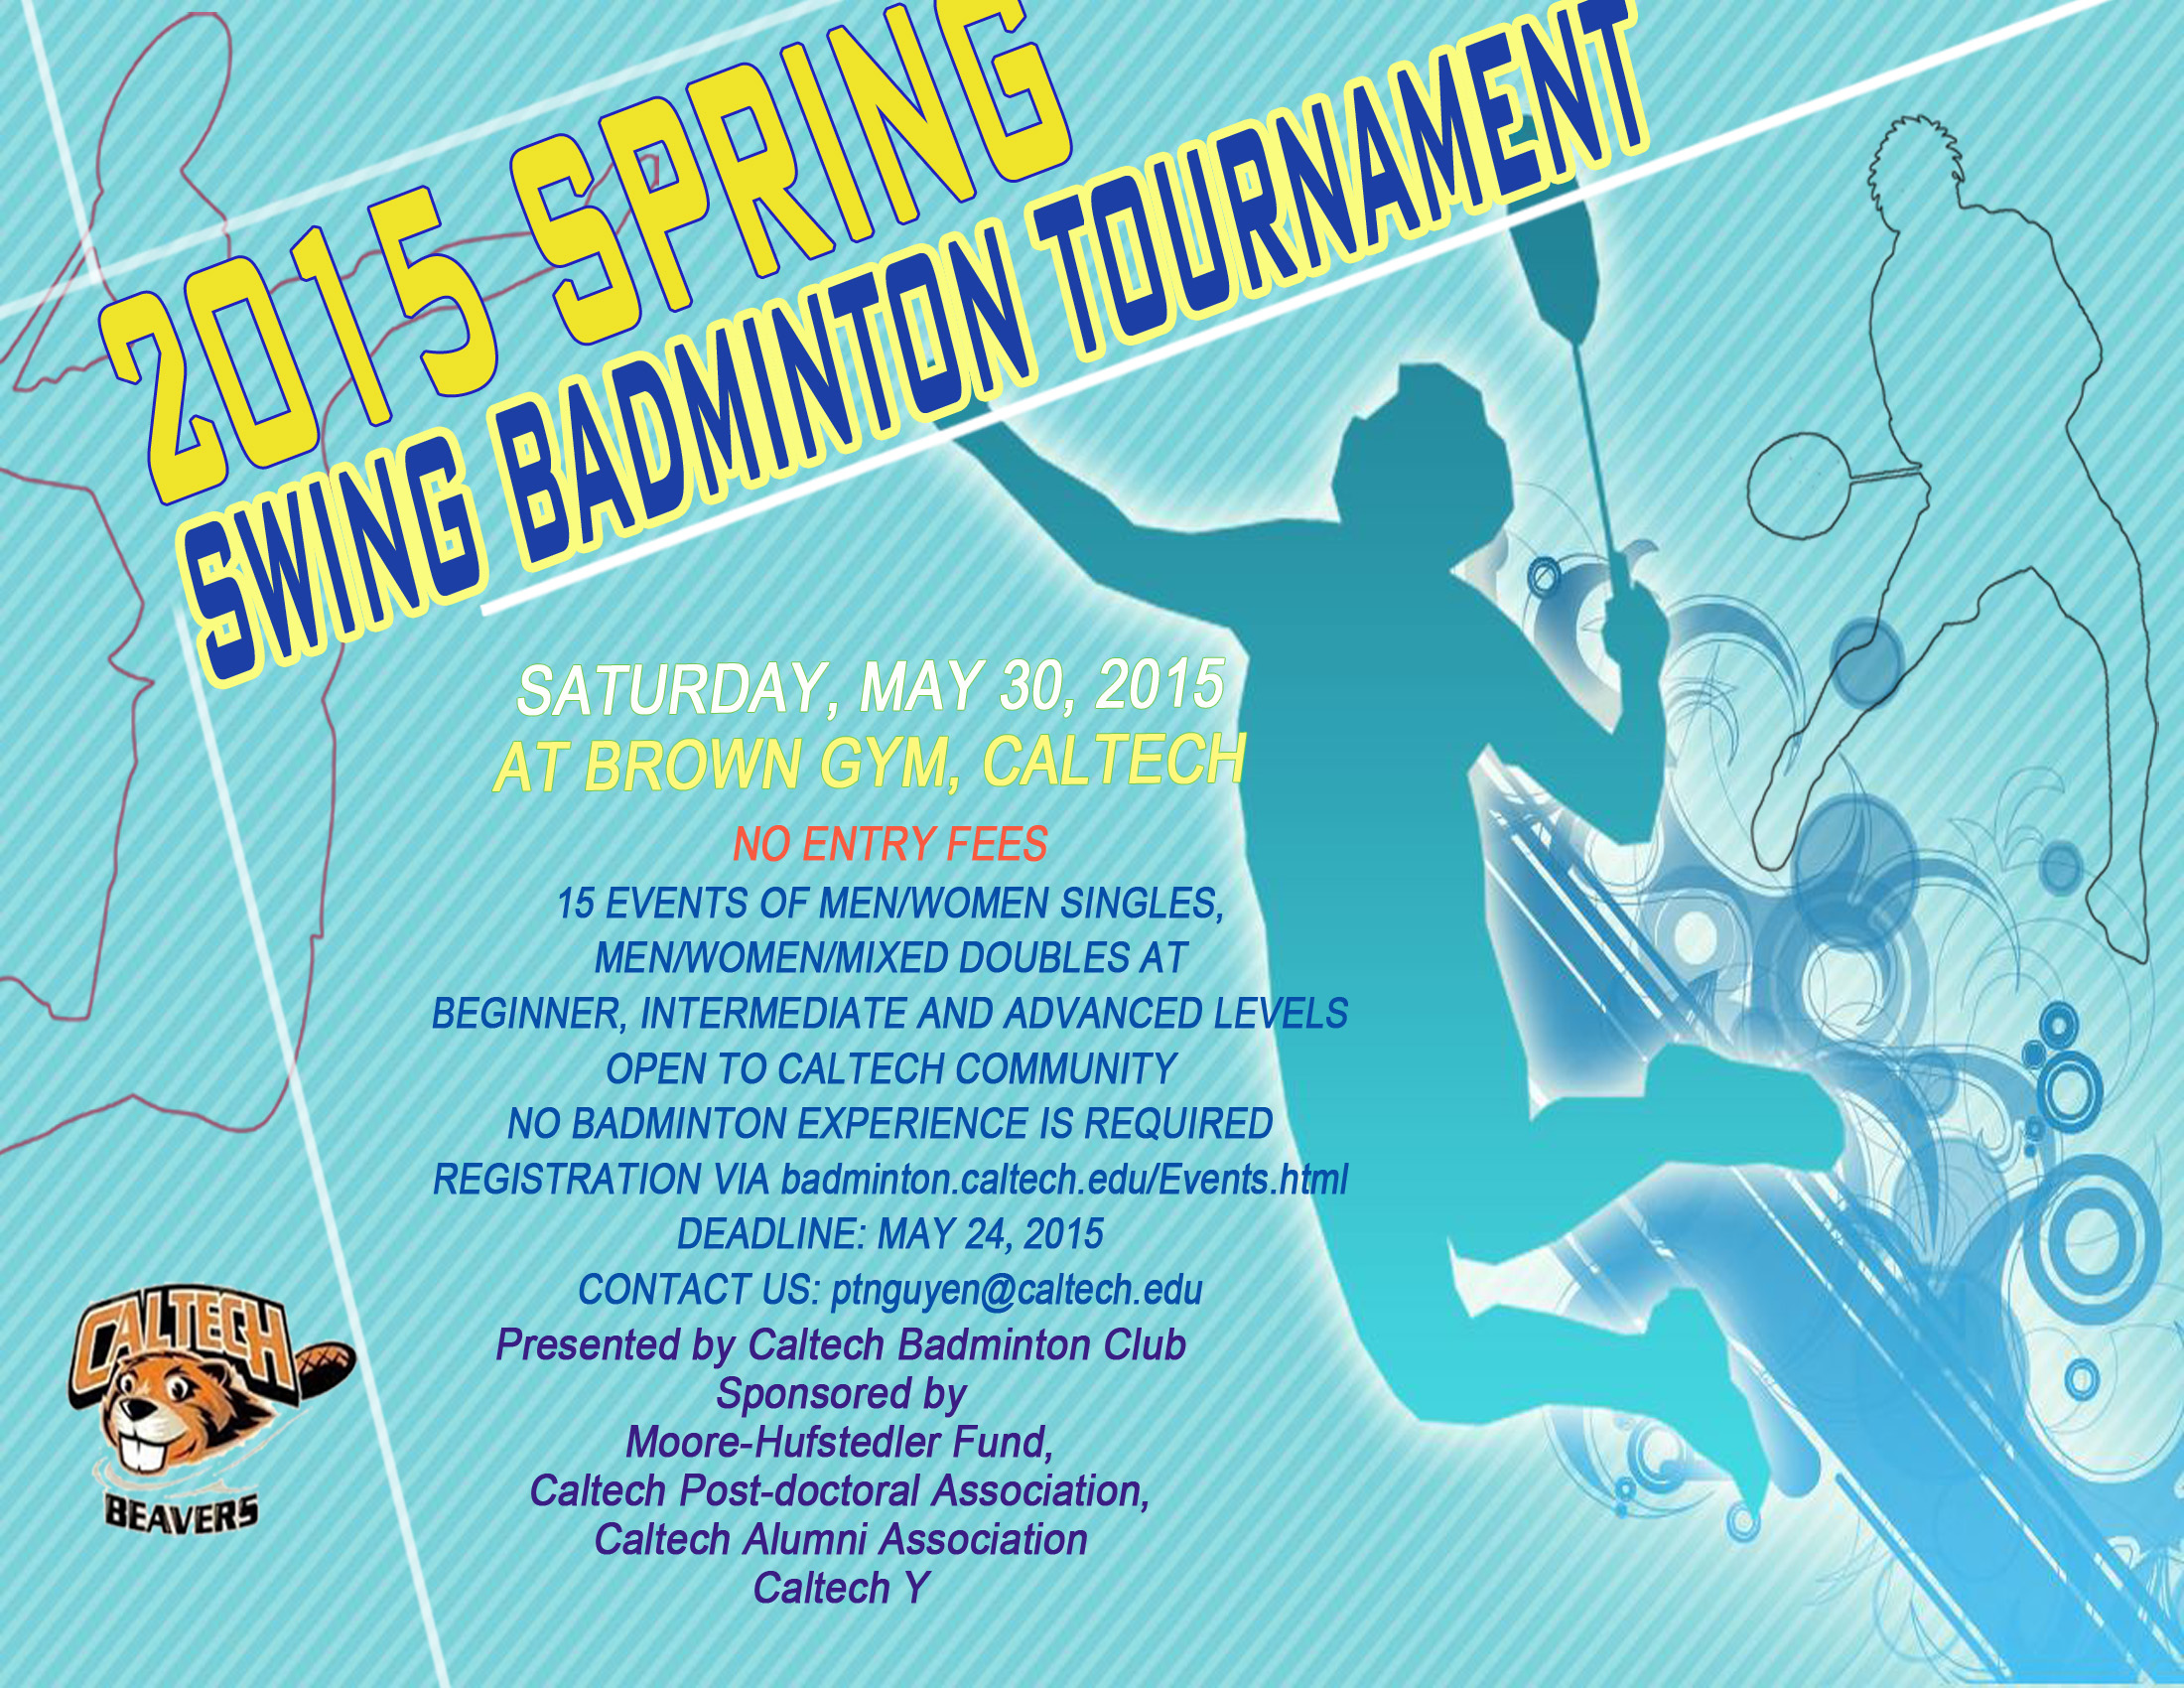 2015 SPRING
SWING BADMINTON TOURNAMENT
SATURDAY, MAY 30, 2015
AT BROWN GYM, CALTECH
NO ENTRY FEES
15 EVENTS OF MEN/WOMEN SINGLES,
MEN/WOMEN/MIXED DOUBLES AT
BEGINNER, INTERMEDIATE AND ADVANCED LEVELS
OPEN TO CALTECH COMMUNITY
NO BADMINTON EXPERIENCE IS REQUIRED
REGISTRATION VIA badminton.caltech.edu/Events.html
DEADLINE: MAY 24, 2015
CONTACT US: ptnguyen@caltech.edu
Presented by Caltech Badminton Club
Sponsored by
Moore-Hufstedler Fund,
Caltech Post-doctoral Association,
Caltech Alumni Association
Caltech Y
CALTECH
BEAVERS